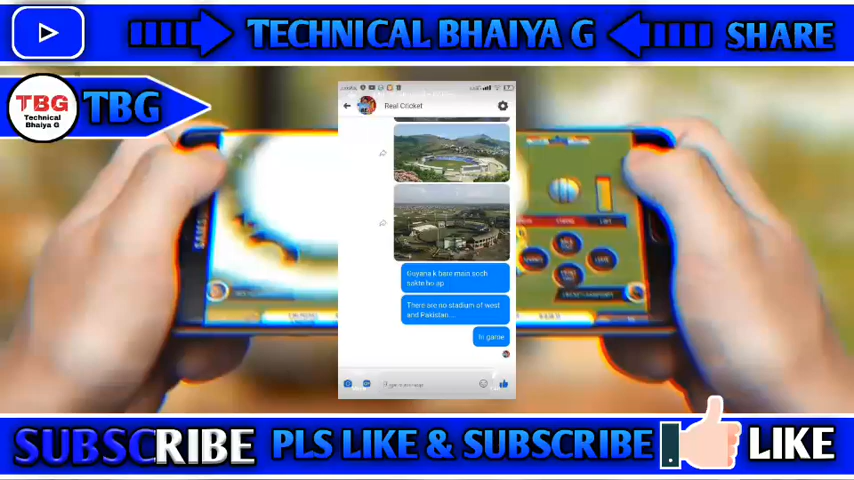 TECHNICAL BHAIYA G
SHARE
TBG
Technical
Bhaiya G
TBG
Real Cricket
Guyana k bare main soch
sakte ho ap
There are no stadium of west
and Pakistan...
In game
SAMSUNG
SUBSCRIBE
PLS LIKE & SUBSCRIBE
LIKE